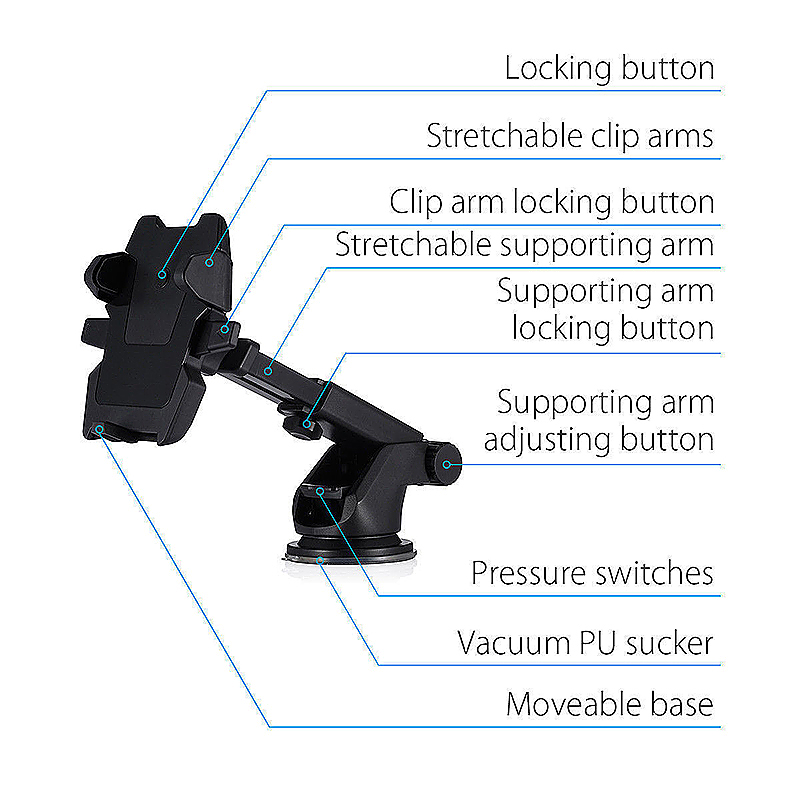 Locking button
Stretchable clip arms
Clip arm locking button
Stretchable supporting arm
Supporting arm
locking button
Supporting arm
adjusting button
Pressure switches
Vacuum PU sucker
Moveable base